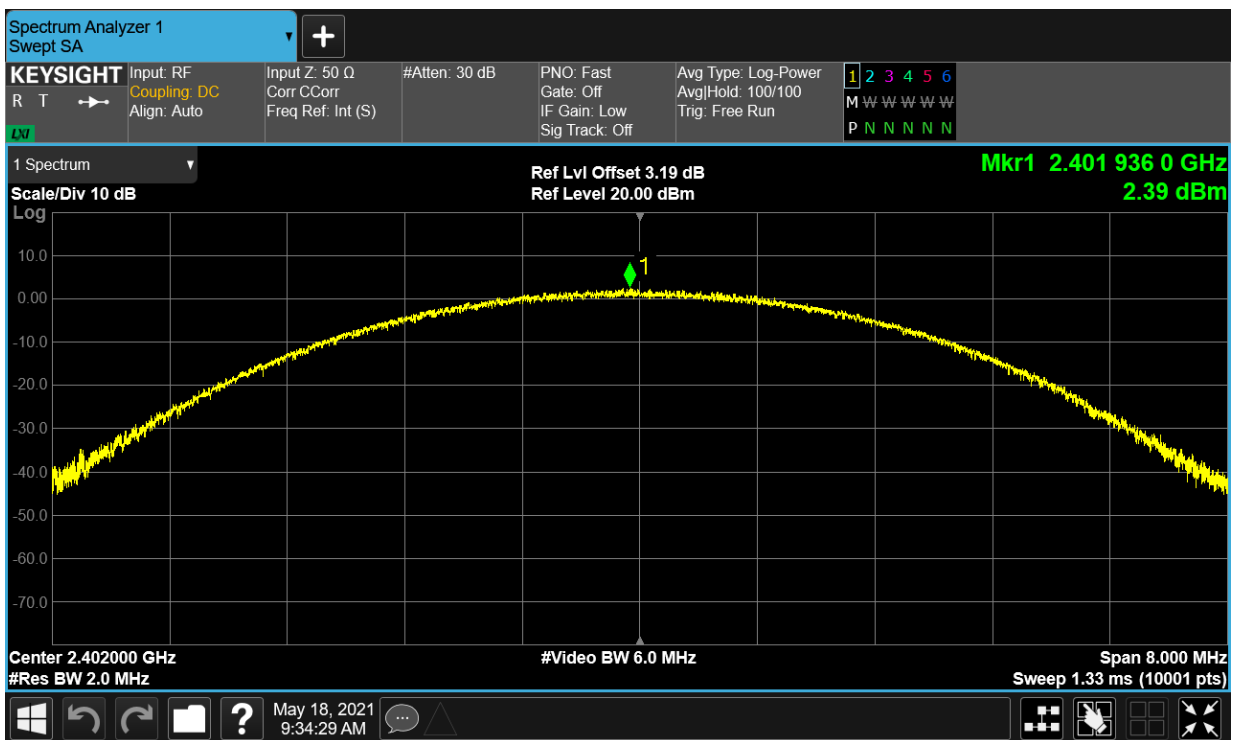 Spectrum Analyzer 1
Swept SA
KEYSIGHT
R T
LXI
Input: RF
Coupling: DC
Align: Auto
Input Z: 50 Ω
Corr CCorr
Freq Ref: Int (S)
#Atten: 30 dB
PNO: Fast
Gate: Off
IF Gain: Low
Sig Track: Off
Avg Type: Log-Power
Avg|Hold: 100/100
Trig: Free Run
1 2 3 4 5 6
M W W W W W
P N N N N N
1 Spectrum
Scale/Div 10 dB
Log
Ref Lvl Offset 3.19 dB
Ref Level 20.00 dBm
Mkr1 2.401 936 0 GHz
2.39 dBm
1
10.0
0.00
-10.0
-20.0
-30.0
-40.0
-50.0
-60.0
-70.0
Center 2.402000 GHz
#Res BW 2.0 MHz
#Video BW 6.0 MHz
Span 8.000 MHz
Sweep 1.33 ms (10001 pts)
?
May 18, 2021
9:34:29 AM